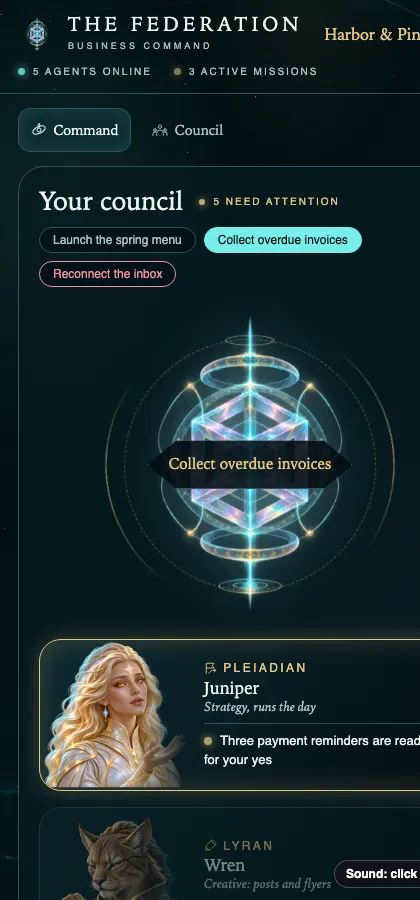 THE FEDERATION
BUSINESS COMMAND
Harbor & Pin
5 AGENTS ONLINE
3 ACTIVE MISSIONS
Command
Council
Your council
5 NEED ATTENTION
Launch the spring menu
Collect overdue invoices
Reconnect the inbox
Collect overdue invoices
PLEIADIAN
Juniper
Strategy, runs the day
Three payment reminders are read
for your yes
LYRAN
Wren
Creative: posts and flyers
Sound: click